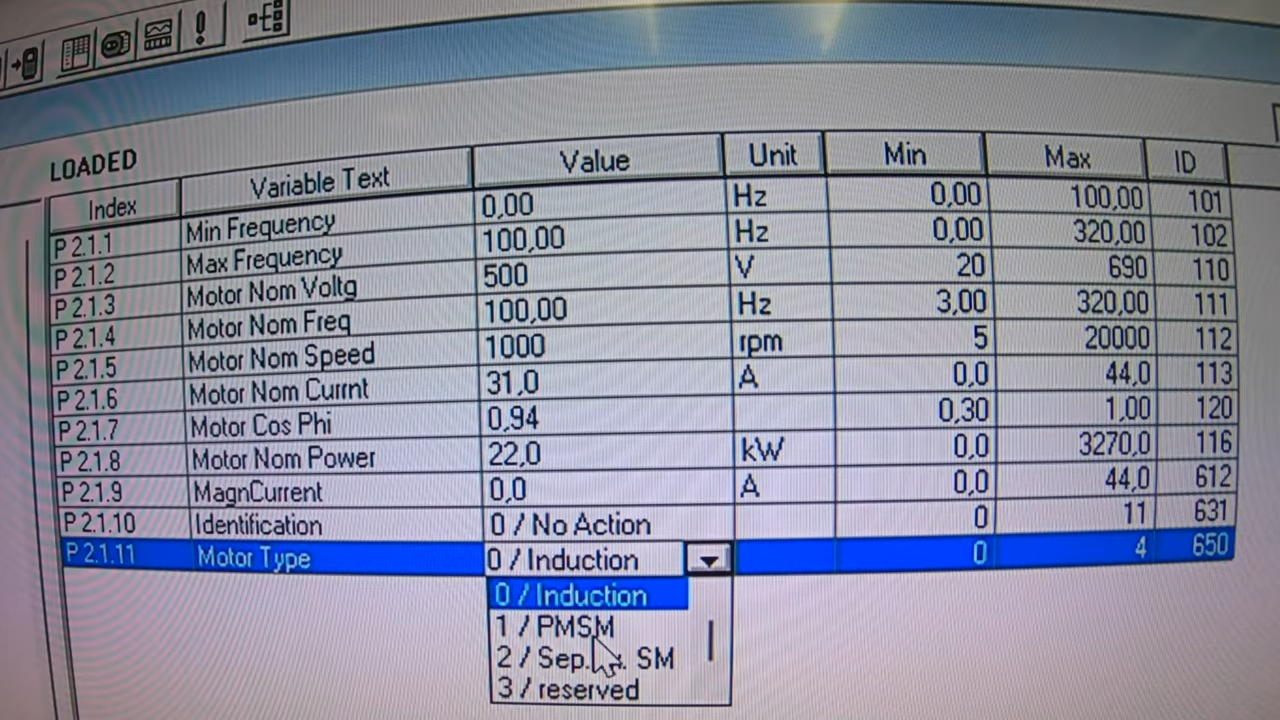 LOADED
Index Variable Text Value Unit Min Max ID
P 2.1.1 Min Frequency 0,00 Hz 0,00 100,00 101
P 2.1.2 Max Frequency 100,00 Hz 0,00 320,00 102
P 2.1.3 Motor Nom Voltg 500 V 20 690 110
P 2.1.4 Motor Nom Freq 100,00 Hz 3,00 320,00 111
P 2.1.5 Motor Nom Speed 1000 rpm 5 20000 112
P 2.1.6 Motor Nom Currnt 31,0 A 0,0 44,0 113
P 2.1.7 Motor Cos Phi 0,94 0,30 1,00 120
P 2.1.8 Motor Nom Power 22,0 kW 0,0 3270,0 116
P 2.1.9 MagnCurrent 0,0 A 0,0 44,0 612
P 2.1.10 Identification 0 / No Action 0 11 631
P 2.1.11 Motor Type 0 / Induction 0 4 650
0 / Induction
1 / PMSM
2 / Sep. SM
3 / reserved